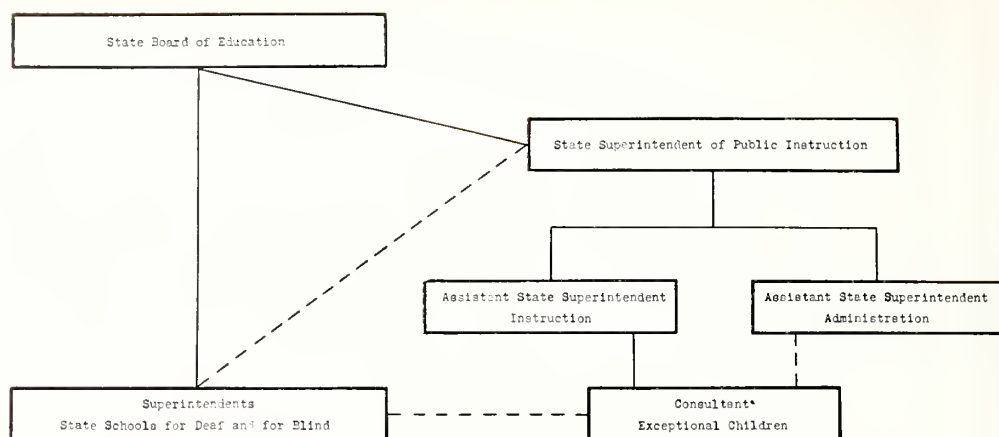 State Board of Education
State Superintendent of Public Instruction
Assistant State Superintendent
Instruction
Assistant State Superintendent
Administration
Superintendents
State Schools for Deaf and for Blind
Consultant*
Exceptional Children